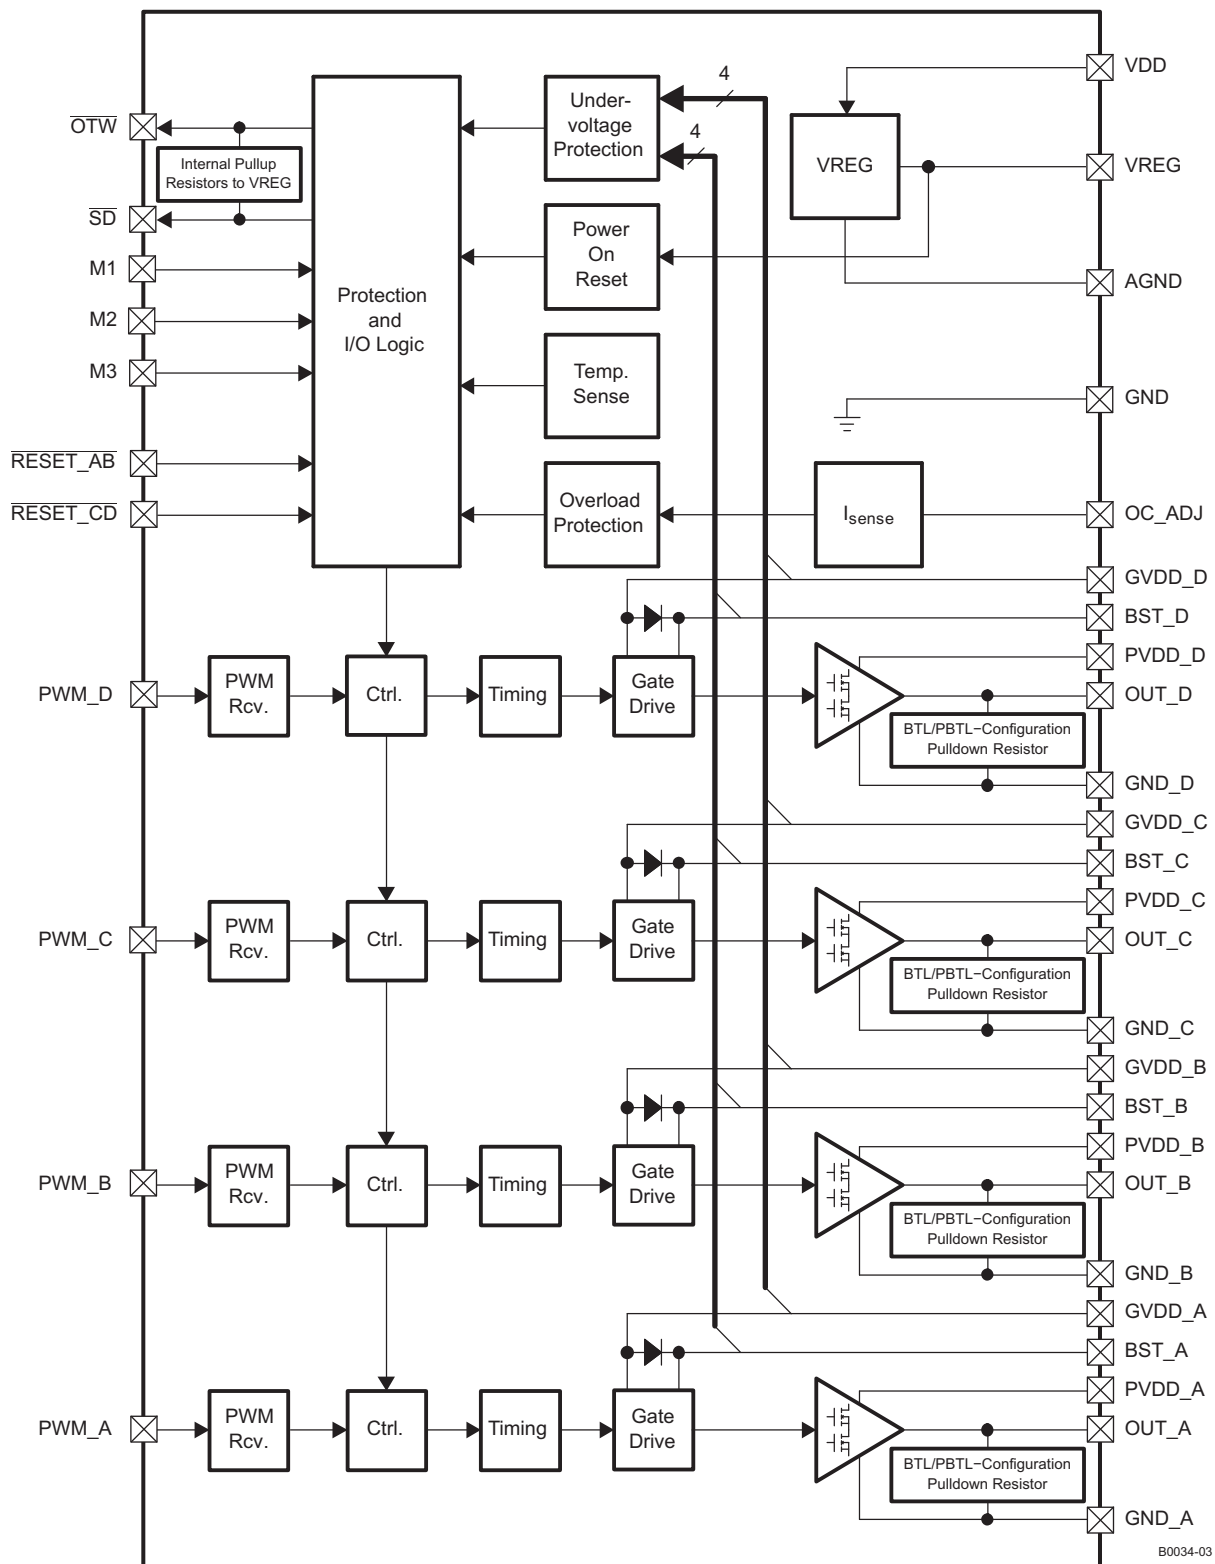 4
VDD
Under-
voltage
Protection
OTW
4
Internal Pullup
Resistors to VREG
VREG
VREG
SD
Power
On
Reset
M1
AGND
Protection
and
I/O Logic
M2
M3
Temp.
Sense
GND
RESET_AB
Overload
Protection
Isense
RESET_CD
OC_ADJ
GVDD_D
BST_D
PVDD_D
PWM_D
PWM
Rcv.
Ctrl.
Timing
Gate
Drive
OUT_D
BTL/PBTL−Configuration
Pulldown Resistor
GND_D
GVDD_C
BST_C
PVDD_C
PWM_C
PWM
Rcv.
Ctrl.
Timing
Gate
Drive
OUT_C
BTL/PBTL−Configuration
Pulldown Resistor
GND_C
GVDD_B
BST_B
PVDD_B
PWM_B
PWM
Rcv.
Ctrl.
Timing
Gate
Drive
OUT_B
BTL/PBTL−Configuration
Pulldown Resistor
GND_B
GVDD_A
BST_A
PVDD_A
PWM_A
PWM
Rcv.
Ctrl.
Timing
Gate
Drive
OUT_A
BTL/PBTL−Configuration
Pulldown Resistor
GND_A
B0034-03